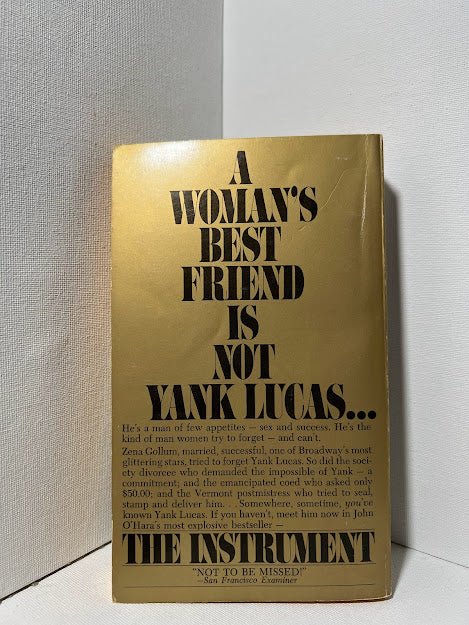 A
WOMAN'S
BEST
FRIEND
IS
NOT
YANK LUCAS...
He's a man of few appetites — sex and success. He's the
kind of man women try to forget — and can't.
Zena Gollum, married, successful, one of Broadway's most
glittering stars, tried to forget Yank Lucas. So did the soci-
ety divorcee who demanded the impossible of Yank — a
commitment; and the emancipated coed who asked only
$50.00; and the Vermont postmistress who tried to seal,
stamp and deliver him. . . Somewhere, sometime, you've
known Yank Lucas. If you haven't, meet him now in John
O'Hara's most explosive bestseller —
THE INSTRUMENT
"NOT TO BE MISSED!"
—San Francisco Examiner